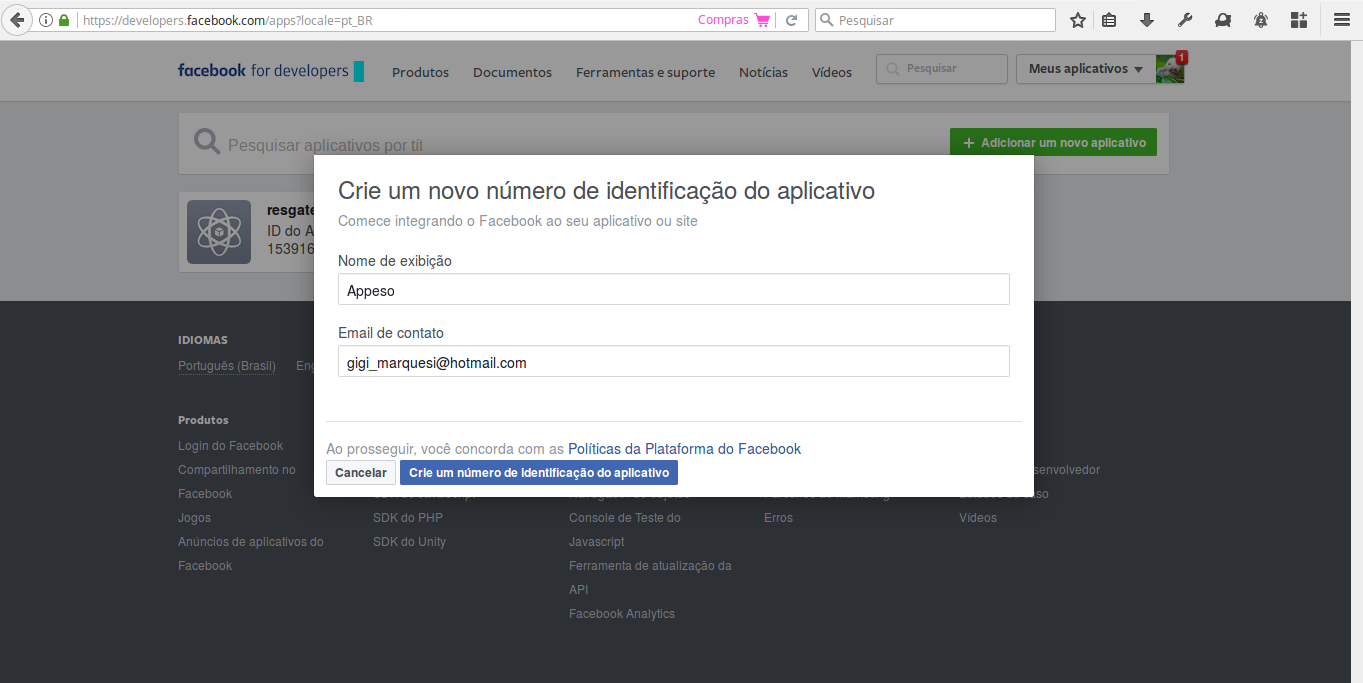 https://developers.facebook.com/apps?locale=pt_BR
Compras
Pesquisar
facebook for developers
Produtos
Documentos
Ferramentas e suporte
Notícias
Vídeos
Pesquisar
Meus aplicativos
1
Pesquisar aplicativos por tít
+ Adicionar um novo aplicativo
resgate
ID do A
153916
Crie um novo número de identificação do aplicativo
Comece integrando o Facebook ao seu aplicativo ou site
Nome de exibição
Appeso
Email de contato
gigi_marquesi@hotmail.com
Ao prosseguir, você concorda com as Políticas da Plataforma do Facebook
Cancelar
Crie um número de identificação do aplicativo
IDIOMAS
Português (Brasil)
Eng
Produtos
Login do Facebook
Compartilhamento no
Facebook
Jogos
Anúncios de aplicativos do
Facebook
SDK do PHP
SDK do Unity
Console de Teste do
Javascript
Ferramenta de atualização da
API
Facebook Analytics
Erros
senvolvedor
Vídeos